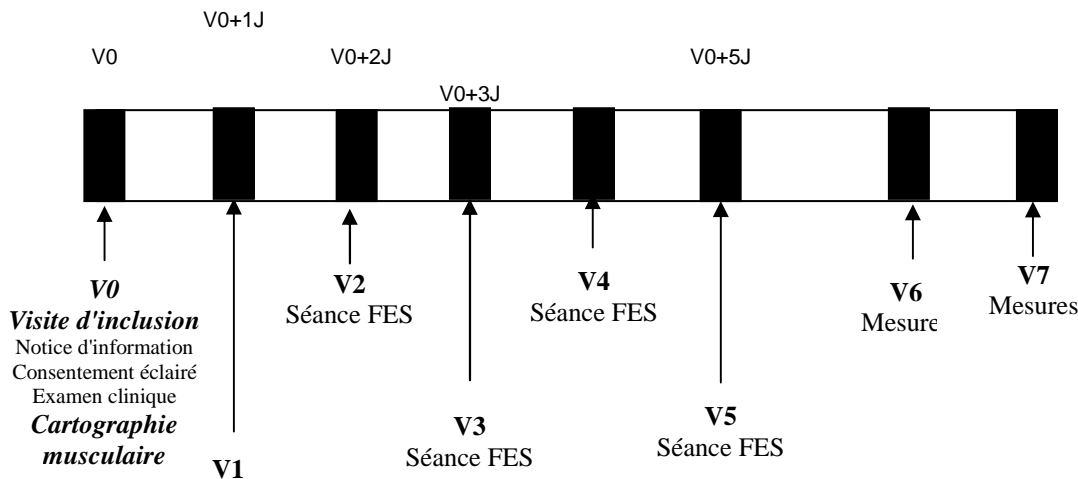 V0+1J
V0
V0+2J
V0+5J
V0+3J
V0
Visite d'inclusion
Notice d'information
Consentement éclairé
Examen clinique
Cartographie
musculaire
V1
V2
Séance FES
V3
Séance FES
V4
Séance FES
V5
Séance FES
V6
Mesure
V7
Mesures